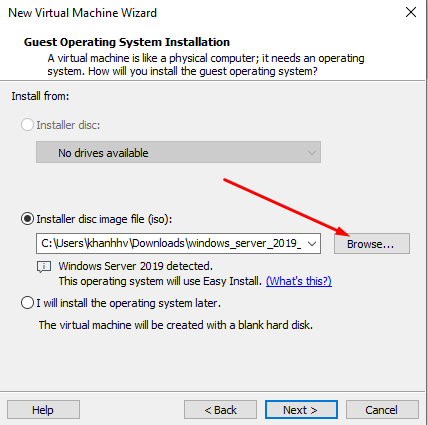 New Virtual Machine Wizard
Guest Operating System Installation
A virtual machine is like a physical computer; it needs an operating
system. How will you install the guest operating system?
Install from:
Installer disc:
No drives available
Installer disc image file (iso):
C:\Users\khanhhv\Downloads\windows_server_2019_
Browse...
Windows Server 2019 detected.
This operating system will use Easy Install. (What's this?)
I will install the operating system later.
The virtual machine will be created with a blank hard disk.
Help
< Back
Next >
Cancel